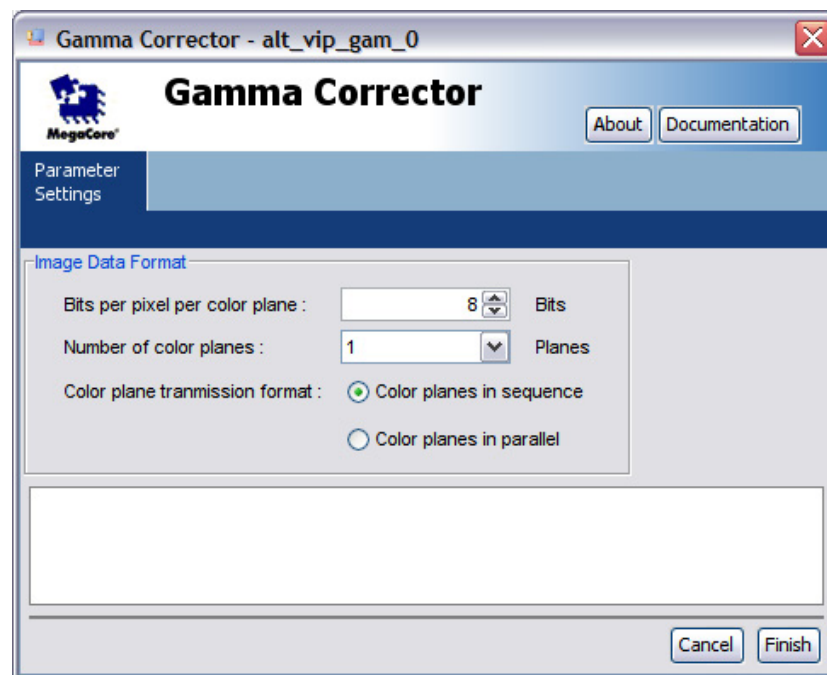 Gamma Corrector - alt_vip_gam_0
MegaCore®
Gamma Corrector
About Documentation
Parameter
Settings
Image Data Format
Bits per pixel per color plane : 8 Bits
Number of color planes : 1 Planes
Color plane tranmission format : Color planes in sequence
Color planes in parallel
Cancel Finish